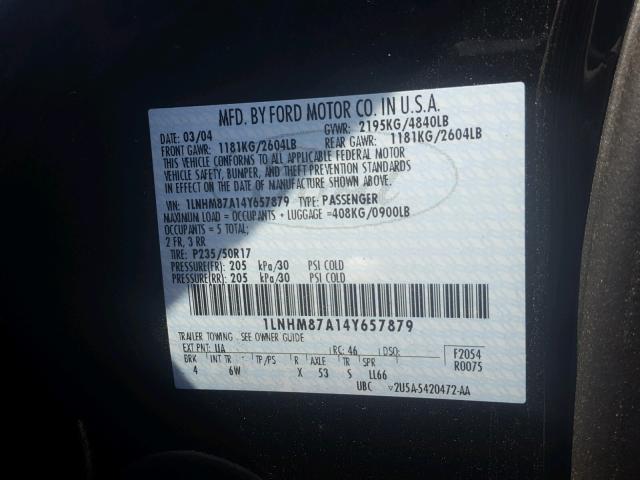 MFD. BY FORD MOTOR CO. IN U.S.A.
DATE: 03/04 GVWR: 2195KG/4840LB
FRONT GAWR: 1181KG/2604LB REAR GAWR: 1181KG/2604LB
THIS VEHICLE CONFORMS TO ALL APPLICABLE FEDERAL MOTOR
VEHICLE SAFETY, BUMPER, AND THEFT PREVENTION STANDARDS
IN EFFECT ON THE DATE OF MANUFACTURE SHOWN ABOVE.
VIN: 1LNHM87A14Y657879 TYPE: PASSENGER
MAXIMUM LOAD = OCCUPANTS + LUGGAGE =408KG/0900LB
OCCUPANTS = 5 TOTAL;
2 FR, 3 RR
TIRE: P235/50R17
PRESSURE(FR): 205 kPa/30 PSI COLD
PRESSURE(RR): 205 kPa/30 PSI COLD
1LNHM87A14Y657879
TRAILER TOWING - SEE OWNER GUIDE
EXT PNT: UA RC: 46 DSO: F2054
BRK INT TR TP/PS R AXLE TR SPR R0075
4 6W X 53 S LL66
UBC 2U5A-5420472-AA